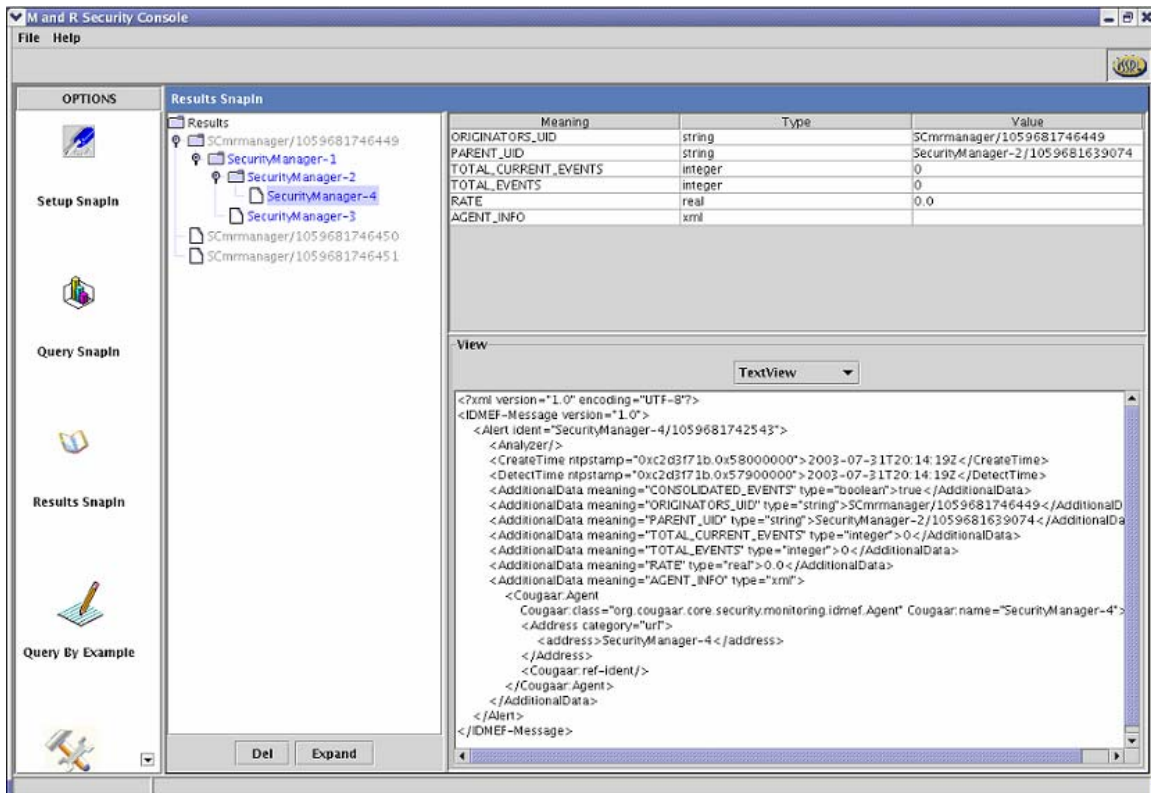 M and R Security Console
File Help
OPTIONS
Setup SnapIn
Query SnapIn
Results SnapIn
Query By Example
Results SnapIn
Results
SCmrmanager/1059681746449
SecurityManager-1
SecurityManager-2
SecurityManager-4
SecurityManager-3
SCmrmanager/1059681746450
SCmrmanager/1059681746451
Del Expand
Meaning Type Value
ORIGINATORS_UID string SCmrmanager/1059681746449
PARENT_UID string SecurityManager-2/1059681639074
TOTAL_CURRENT_EVENTS integer 0
TOTAL_EVENTS integer 0
RATE real 0.0
AGENT_INFO xml
View
TextView
<?xml version="1.0" encoding="UTF-8"?>
<IDMEF-Message version="1.0">
<Alert ident="SecurityManager-4/1059681742543">
<Analyzer/>
<CreateTime ntpstamp="0xc2d3f71b.0x58000000">2003-07-31T20:14:19Z</CreateTime>
<DetectTime ntpstamp="0xc2d3f71b.0x57900000">2003-07-31T20:14:19Z</DetectTime>
<AdditionalData meaning="CONSOLIDATED_EVENTS" type="boolean">true</AdditionalData>
<AdditionalData meaning="ORIGINATORS_UID" type="string">SCmrmanager/1059681746449</AdditionalD
<AdditionalData meaning="PARENT_UID" type="string">SecurityManager-2/1059681639074</AdditionalDa
<AdditionalData meaning="TOTAL_CURRENT_EVENTS" type="integer">0</AdditionalData>
<AdditionalData meaning="TOTAL_EVENTS" type="integer">0</AdditionalData>
<AdditionalData meaning="RATE" type="real">0.0</AdditionalData>
<AdditionalData meaning="AGENT_INFO" type="xml">
<Cougaar:Agent
Cougaar:class="org.cougaar.core.security.monitoring.idmef.Agent" Cougaar:name="SecurityManager-4">
<Address category="url">
<address>SecurityManager-4</address>
</Address>
<Cougaar:ref-ident/>
</Cougaar:Agent>
</AdditionalData>
</Alert>
</IDMEF-Message>